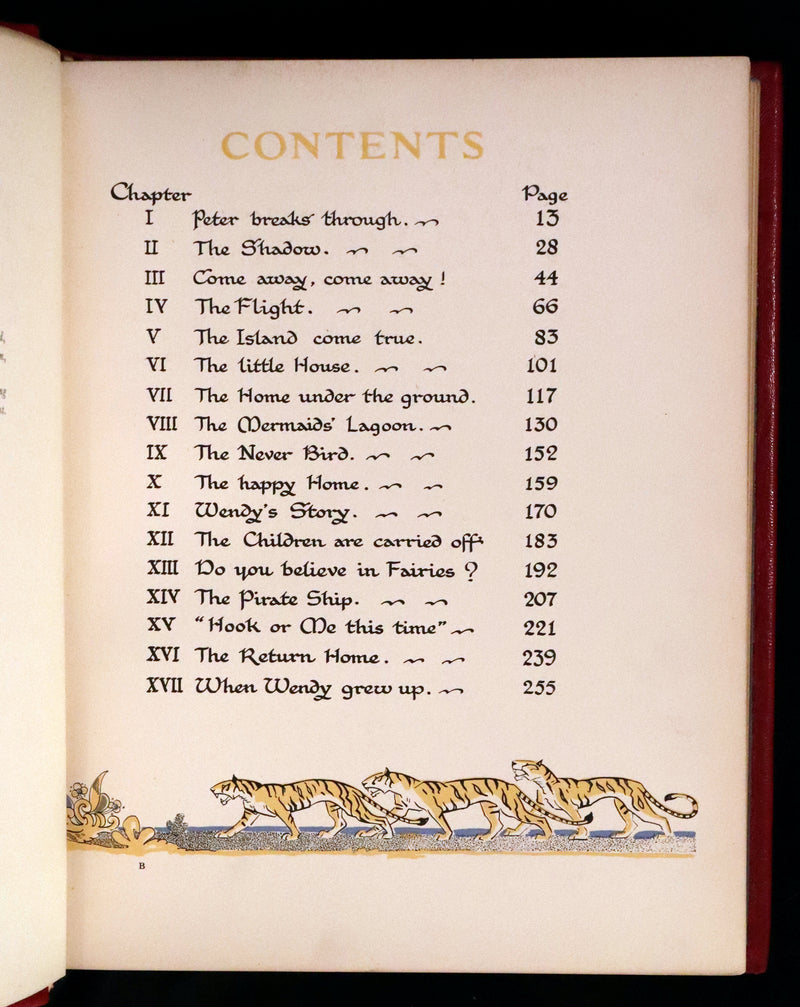 CONTENTS
Chapter Page
I Peter breaks through. 13
II The Shadow. 28
III Come away, come away! 44
IV The Flight. 66
V The Island come true. 83
VI The little House. 101
VII The Home under the ground. 117
VIII The Mermaids' Lagoon. 130
IX The Never Bird. 152
X The happy Home. 159
XI Wendy's Story. 170
XII The Children are carried off 183
XIII Do you believe in Fairies? 192
XIV The Pirate Ship. 207
XV "Hook or Me this time" 221
XVI The Return Home. 239
XVII When Wendy grew up. 255
B